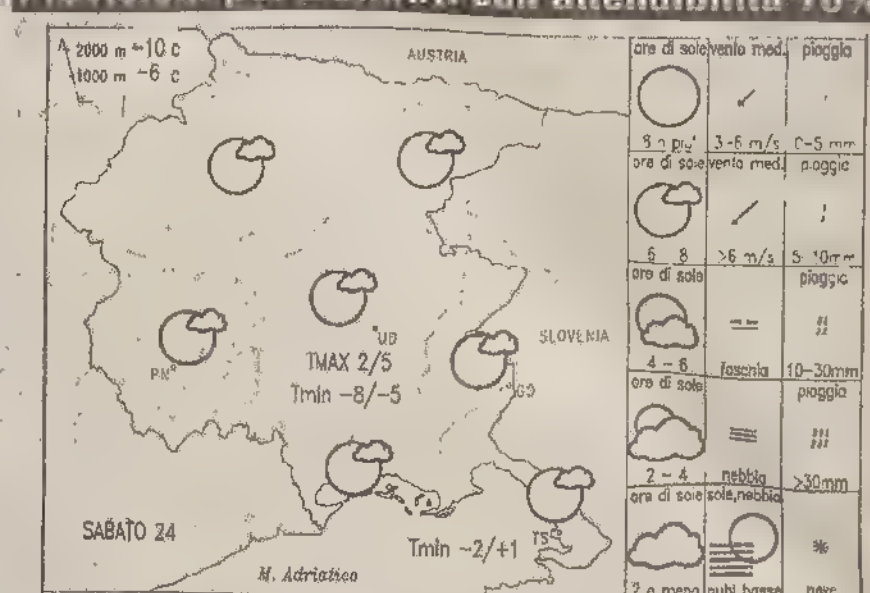 con attendibilità 70%
2000 m -10 C
1000 m -6 C
AUSTRIA
SLOVENIA
UD
PN
TMAX 2/5
Tmin -8/-5
GO
SABATO 24
TS
Tmin -2/+1
M. Adriatico
ore di sole vento med. pioggia
3-6 m/s 0-5 mm
ore di sole vento med. pioggia
6 - 8 >6 m/s 5-10mm
ore di sole pioggia
4 - 6 foschia 10-30mm
ore di sole pioggia
2 - 4 nebbia >30mm
ore di sole sole,nebbia
2 o meno nubi basse neve